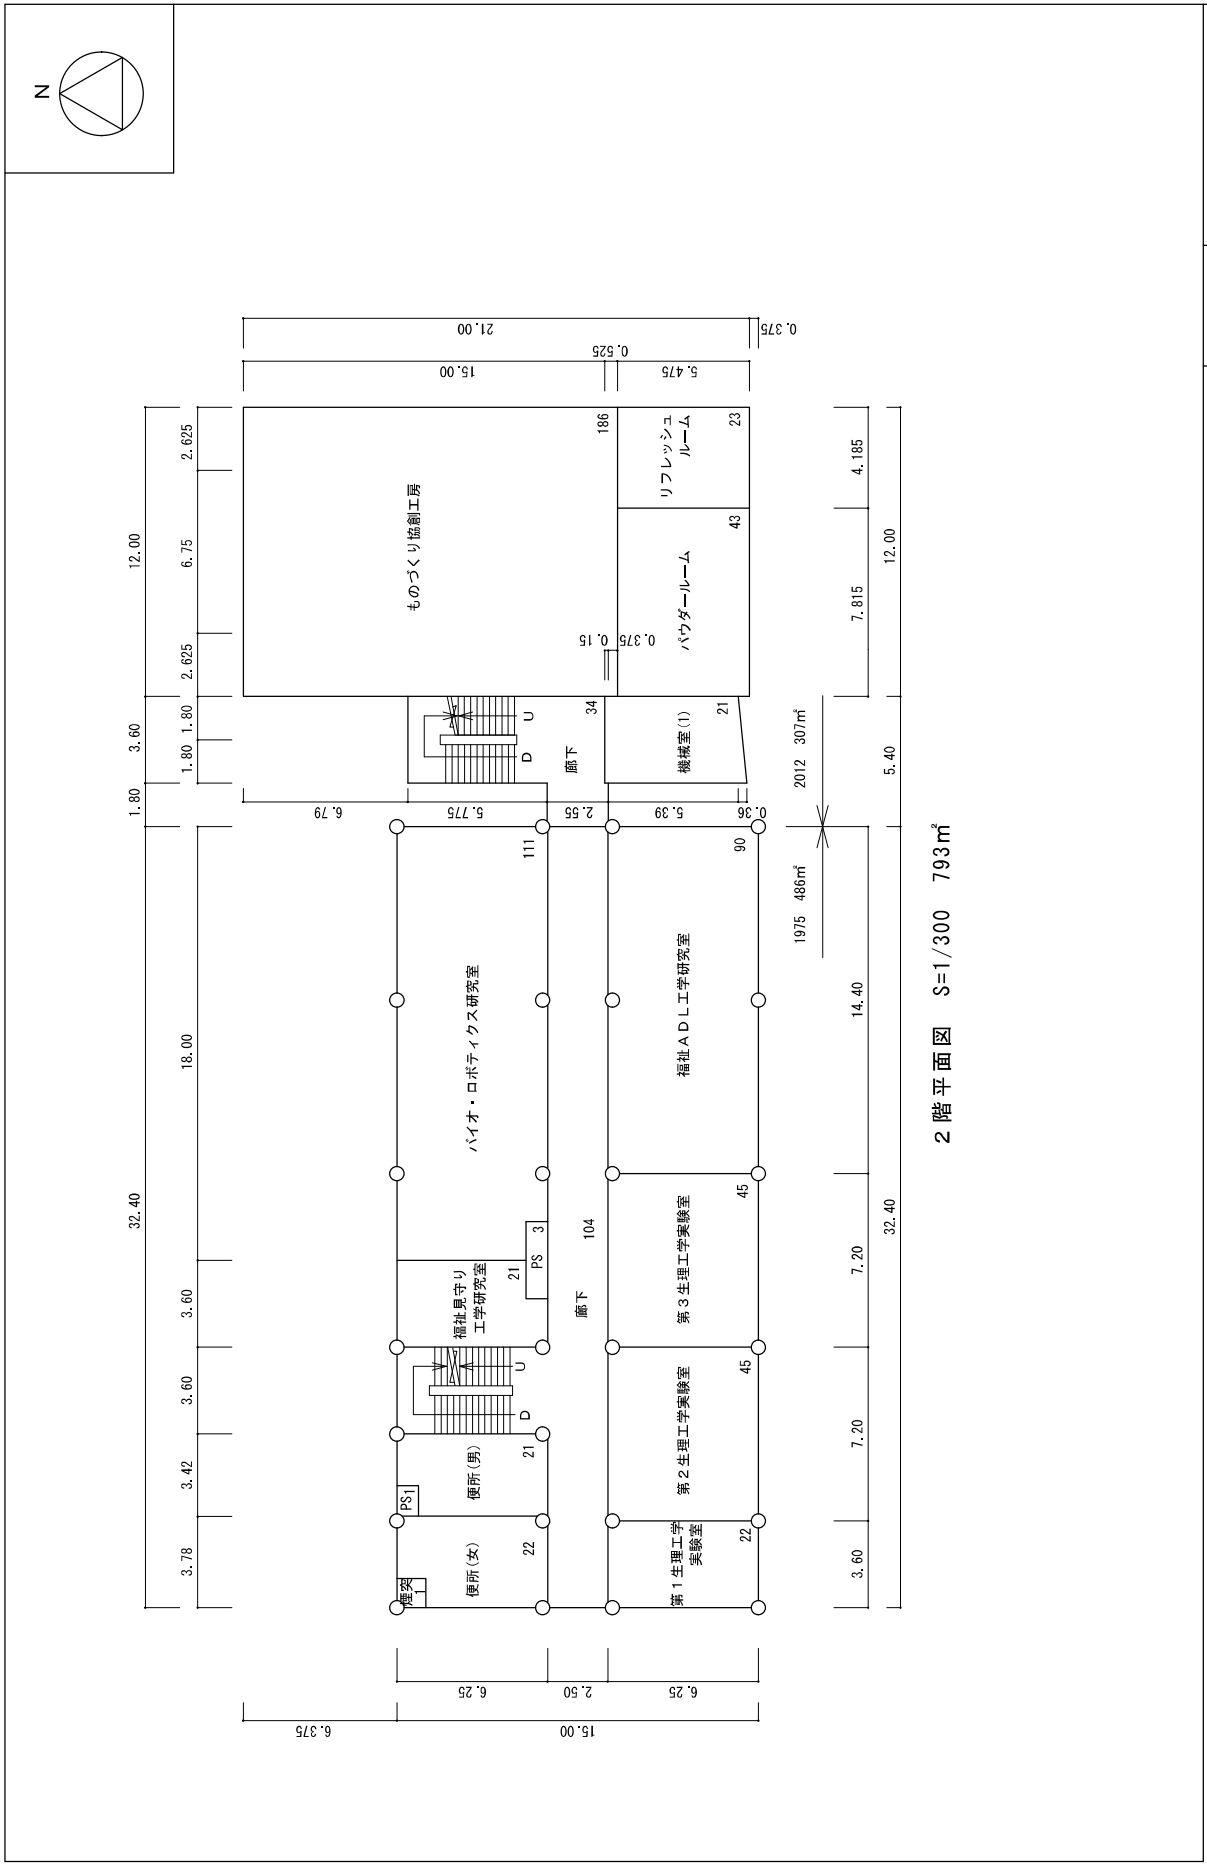 N
21.00
0.375
15.00
0.525
5.475
12.00
2.625
6.75
2.625
3.60
1.80
1.80
1.80
ものづくり協創工房
186
リフレッシュ
ルーム
23
パウダールーム
43
0.15
0.375
4.185
7.815
12.00
5.40
U
D
34
廊下
機械室(1)
21
6.79
5.775
2.55
5.39
0.36
2012 307㎡
1975 486㎡
32.40
18.00
3.60
3.60
3.42
3.78
バイオ・ロボティクス研究室
111
福祉ADL工学研究室
90
福祉見守り
工学研究室
21
PS
3
廊下
104
第3生理工学実験室
45
U
D
第2生理工学実験室
45
便所(男)
21
PS1
便所(女)
22
煙突
1
第1生理工学
実験室
22
14.40
7.20
7.20
3.60
32.40
6.25
2.50
6.25
6.375
15.00
2階平面図 S=1/300 793㎡